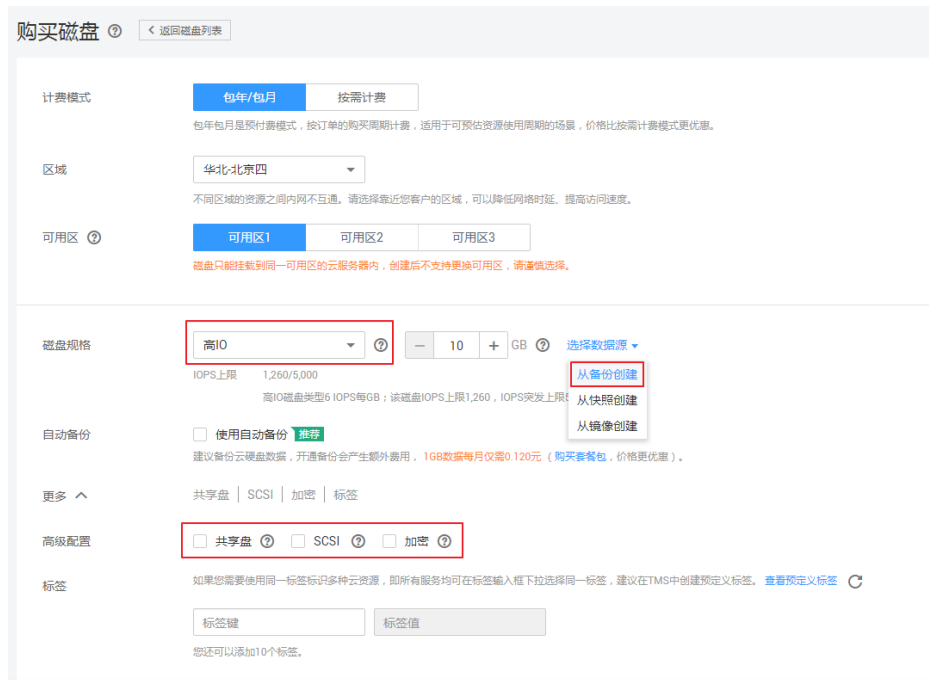 购买磁盘 ? < 返回磁盘列表
计费模式 包年/包月 按需计费
包年包月是预付费模式，按订单的购买周期计费，适用于可预估资源使用周期的场景，价格比按需计费模式更优惠。
区域 华北-北京四
不同区域的资源之间内网不互通。请选择靠近您客户的区域，可以降低网络时延、提高访问速度。
可用区 ? 可用区1 可用区2 可用区3
磁盘只能挂载到同一可用区的云服务器内，创建后不支持更换可用区，请谨慎选择。
磁盘规格 高IO ? − 10 + GB ? 选择数据源
IOPS上限 1,260/5,000 从备份创建
高IO磁盘类型6 IOPS每GB；该磁盘IOPS上限1,260，IOPS突发上限 从快照创建
从镜像创建
自动备份 使用自动备份 推荐
建议备份云硬盘数据，开通备份会产生额外费用，1GB数据每月仅需0.120元（购买套餐包，价格更优惠）。
更多 共享盘 | SCSI | 加密 | 标签
高级配置 共享盘 ? SCSI ? 加密 ?
标签 如果您需要使用同一标签标识多种云资源，即所有服务均可在标签输入框下拉选择同一标签，建议在TMS中创建预定义标签。 查看预定义标签
标签键 标签值
您还可以添加10个标签。